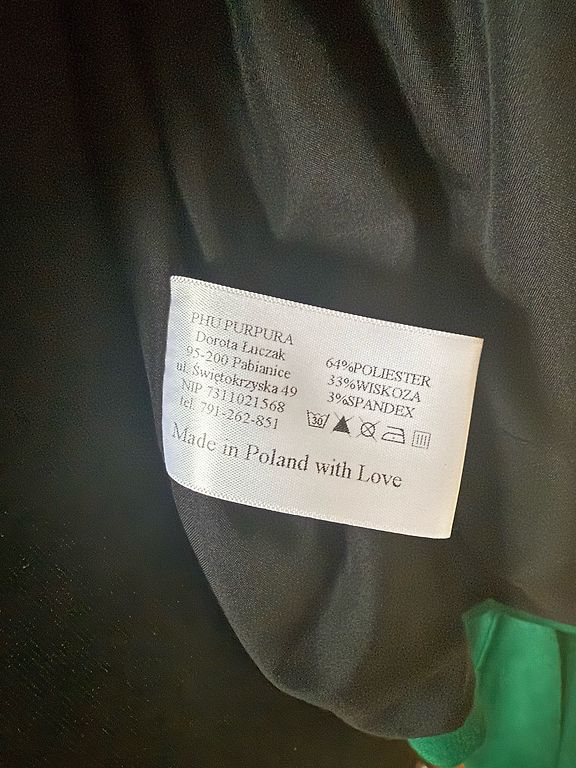 PHU PURPURA
Dorota Łuczak
95-200 Pabianice
ul. Świętokrzyska 49
NIP 7311021568
tel. 791-262-851
64%POLIESTER
33%WISKOZA
3%SPANDEX
30
Made in Poland with Love